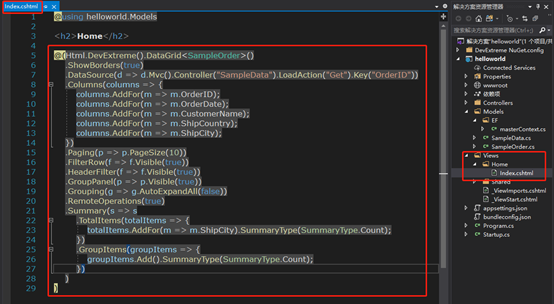 Index.cshtml
1 @using helloworld.Models
2
3 <h2>Home</h2>
4
5 @(Html.DevExtreme().DataGrid<SampleOrder>()
6 .ShowBorders(true)
7 .DataSource(d => d.Mvc().Controller("SampleData").LoadAction("Get").Key("OrderID"))
8 .Columns(columns => {
9 columns.AddFor(m => m.OrderID);
10 columns.AddFor(m => m.OrderDate);
11 columns.AddFor(m => m.CustomerName);
12 columns.AddFor(m => m.ShipCountry);
13 columns.AddFor(m => m.ShipCity);
14 })
15 .Paging(p => p.PageSize(10))
16 .FilterRow(f => f.Visible(true))
17 .HeaderFilter(f => f.Visible(true))
18 .GroupPanel(p => p.Visible(true))
19 .Grouping(g => g.AutoExpandAll(false))
20 .RemoteOperations(true)
21 .Summary(s => s
22 .TotalItems(totalItems => {
23 totalItems.AddFor(m => m.ShipCity).SummaryType(SummaryType.Count);
24 })
25 .GroupItems(groupItems => {
26 groupItems.Add().SummaryType(SummaryType.Count);
27 })
28 )
29 )
解决方案资源管理器
搜索解决方案资源管理器
解决方案"helloworld"(1 个项目/共
DevExtreme NuGet.config
helloworld
Connected Services
Properties
wwwroot
依赖项
Controllers
Models
EF
masterContext.cs
SampleData.cs
SampleOrder.cs
Views
Home
Index.cshtml
Shared
_ViewImports.cshtml
_ViewStart.cshtml
appsettings.json
bundleconfig.json
Program.cs
Startup.cs